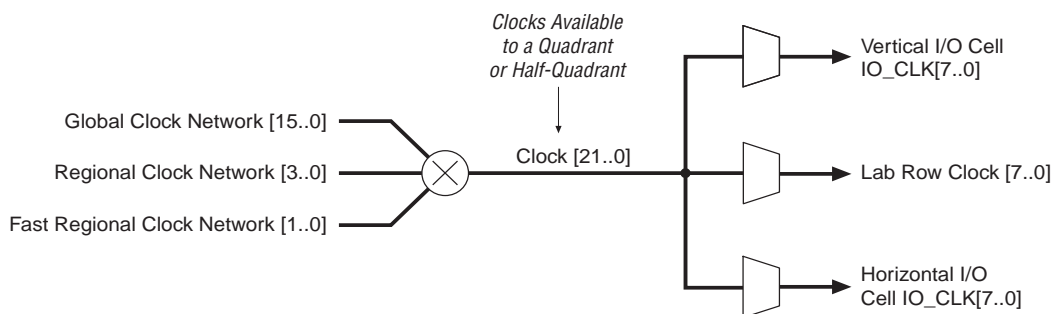 Clocks Available
to a Quadrant
or Half-Quadrant
Vertical I/O Cell
IO_CLK[7..0]
Global Clock Network [15..0]
Clock [21..0]
Regional Clock Network [3..0]
Lab Row Clock [7..0]
Fast Regional Clock Network [1..0]
Horizontal I/O
Cell IO_CLK[7..0]